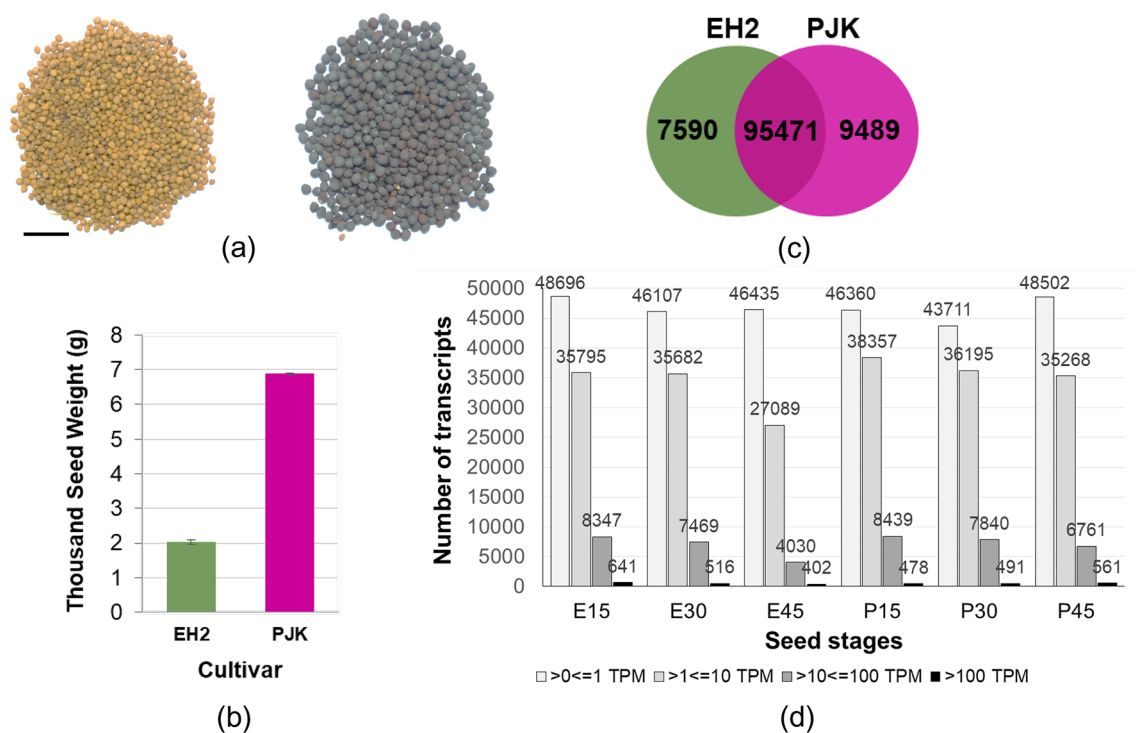 EH2 PJK
7590 95471 9489
(a)
(c)
Thousand Seed Weight (g)
8
7
6
5
4
3
2
1
0
EH2 PJK
Cultivar
(b)
Number of transcripts
50000
45000
40000
35000
30000
25000
20000
15000
10000
5000
0
48696 35795 8347 641
46107 35682 7469 516
46435 27089 4030 402
46360 38357 8439 478
43711 36195 7840 491
48502 35268 6761 561
E15 E30 E45 P15 P30 P45
Seed stages
>0<=1 TPM >1<=10 TPM >10<=100 TPM >100 TPM
(d)